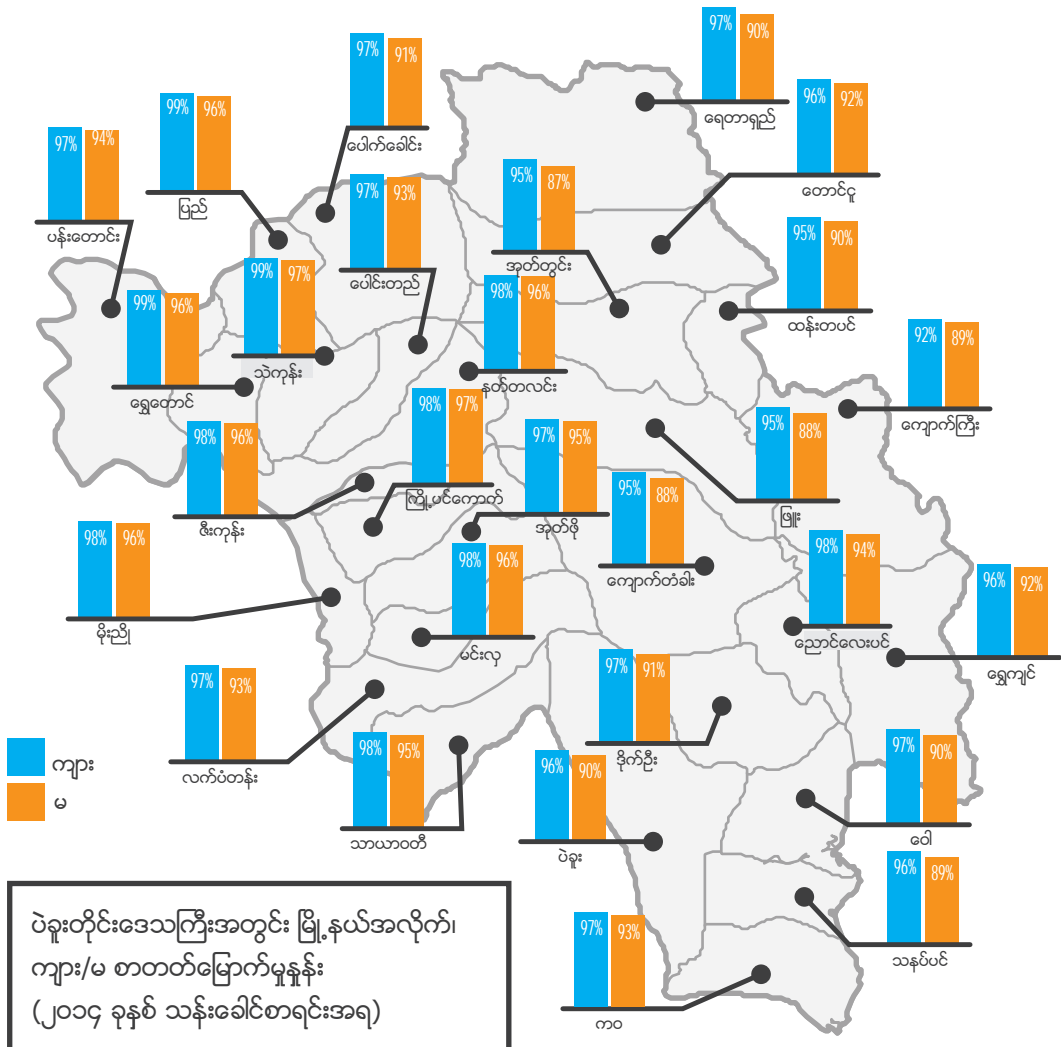 97% 90%
ရေတာရှည်
97% 91%
ပေါက်ခေါင်း
96% 92%
တောင်ငူ
99% 96%
ပြည်
97% 94%
ပန်းတောင်း
95% 87%
အုတ်တွင်း
97% 93%
ပေါင်းတည်
95% 90%
ထန်းတပင်
99% 97%
သဲကုန်း
98% 96%
နတ်တလင်း
99% 96%
ရွှေတောင်
92% 89%
ကျောက်ကြီး
98% 97%
ကြို့ပင်ကောက်
95% 88%
ဖြူး
98% 96%
ဇီးကုန်း
97% 95%
အုတ်ဖို
95% 88%
ကျောက်တံခါး
98% 96%
မိုးညို
98% 94%
ညောင်လေးပင်
98% 96%
မင်းလှ
96% 92%
ရွှေကျင်
97% 91%
ဒိုက်ဦး
97% 93%
လက်ပံတန်း
97% 90%
ဝေါ
98% 95%
သာယာဝတီ
96% 90%
ပဲခူး
96% 89%
သနပ်ပင်
97% 93%
ကဝ
ကျား
မ
ပဲခူးတိုင်းဒေသကြီးအတွင်း မြို့နယ်အလိုက်၊
ကျား/မ စာတတ်မြောက်မှုနှုန်း
(၂၀၁၄ ခုနှစ် သန်းခေါင်စာရင်းအရ)